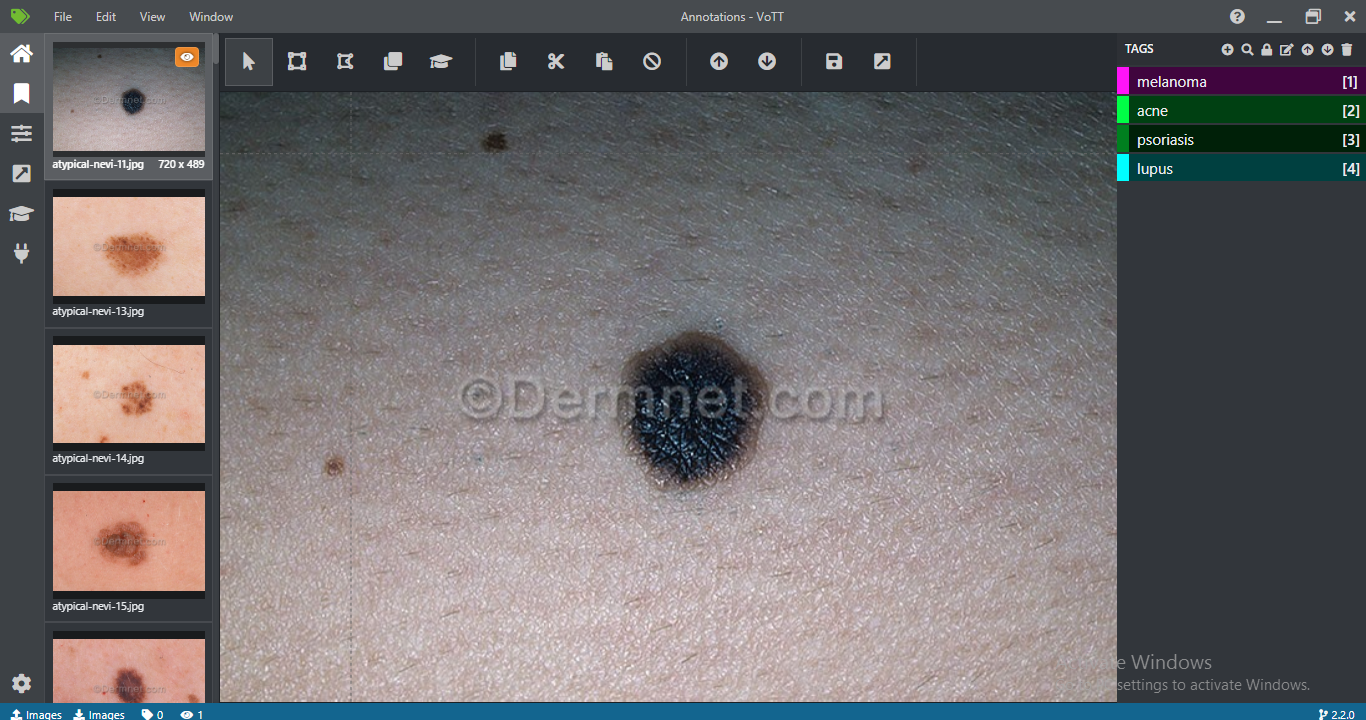 File Edit View Window
Annotations - VoTT
atypical-nevi-11.jpg 720 x 489
atypical-nevi-13.jpg
atypical-nevi-14.jpg
atypical-nevi-15.jpg
©Dermnet.com
TAGS
melanoma [1]
acne [2]
psoriasis [3]
lupus [4]
e Windows
settings to activate Windows.
Images Images 0 1
2.2.0